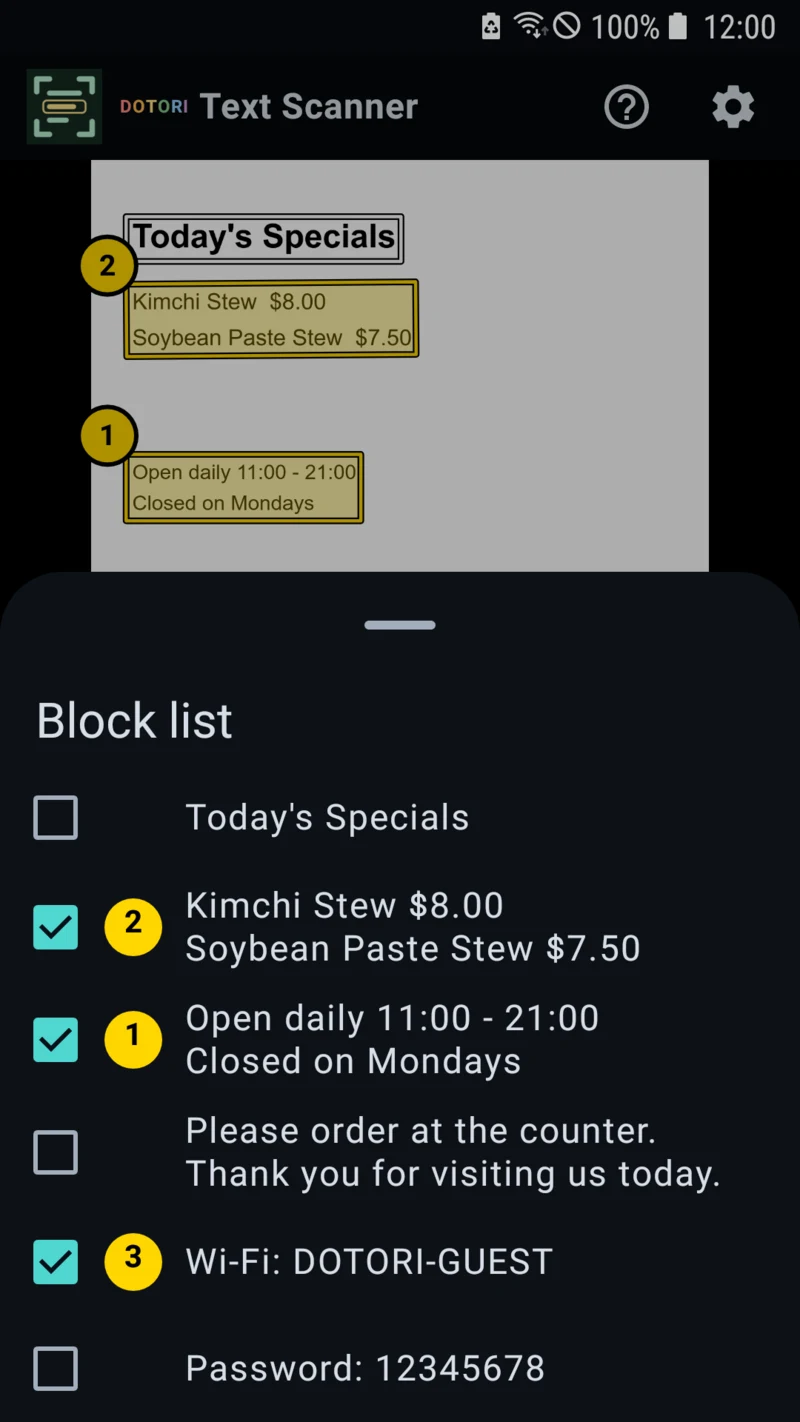 100% 12:00
DOTORI Text Scanner
Today's Specials
2
Kimchi Stew $8.00
Soybean Paste Stew $7.50
1
Open daily 11:00 - 21:00
Closed on Mondays
Block list
Today's Specials
2
Kimchi Stew $8.00
Soybean Paste Stew $7.50
1
Open daily 11:00 - 21:00
Closed on Mondays
Please order at the counter.
Thank you for visiting us today.
3
Wi-Fi: DOTORI-GUEST
Password: 12345678